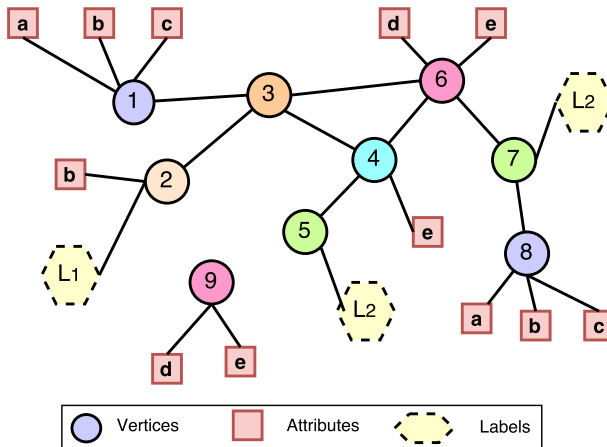 a b c d e
1 3 6 L2
b 2 4 7
5 e
L1 9 L2 8
a b c
d e
Vertices Attributes Labels